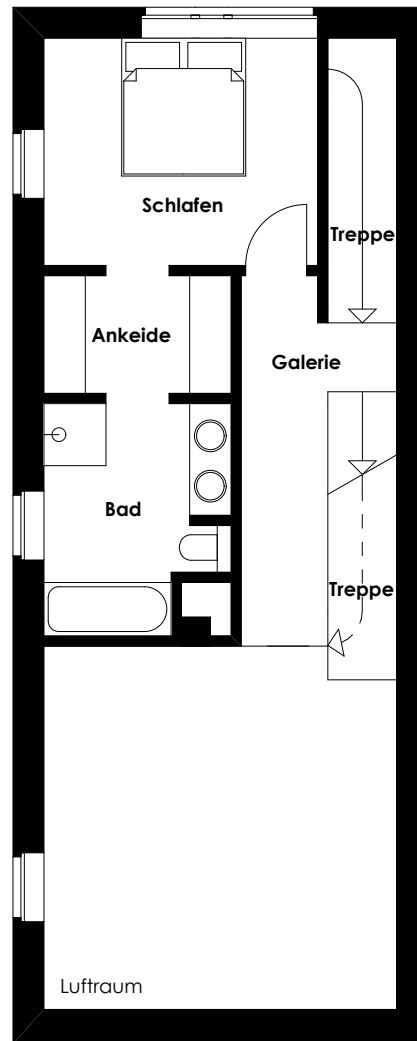 Schlafen
Treppe
Ankeide
Galerie
Bad
Treppe
Luftraum